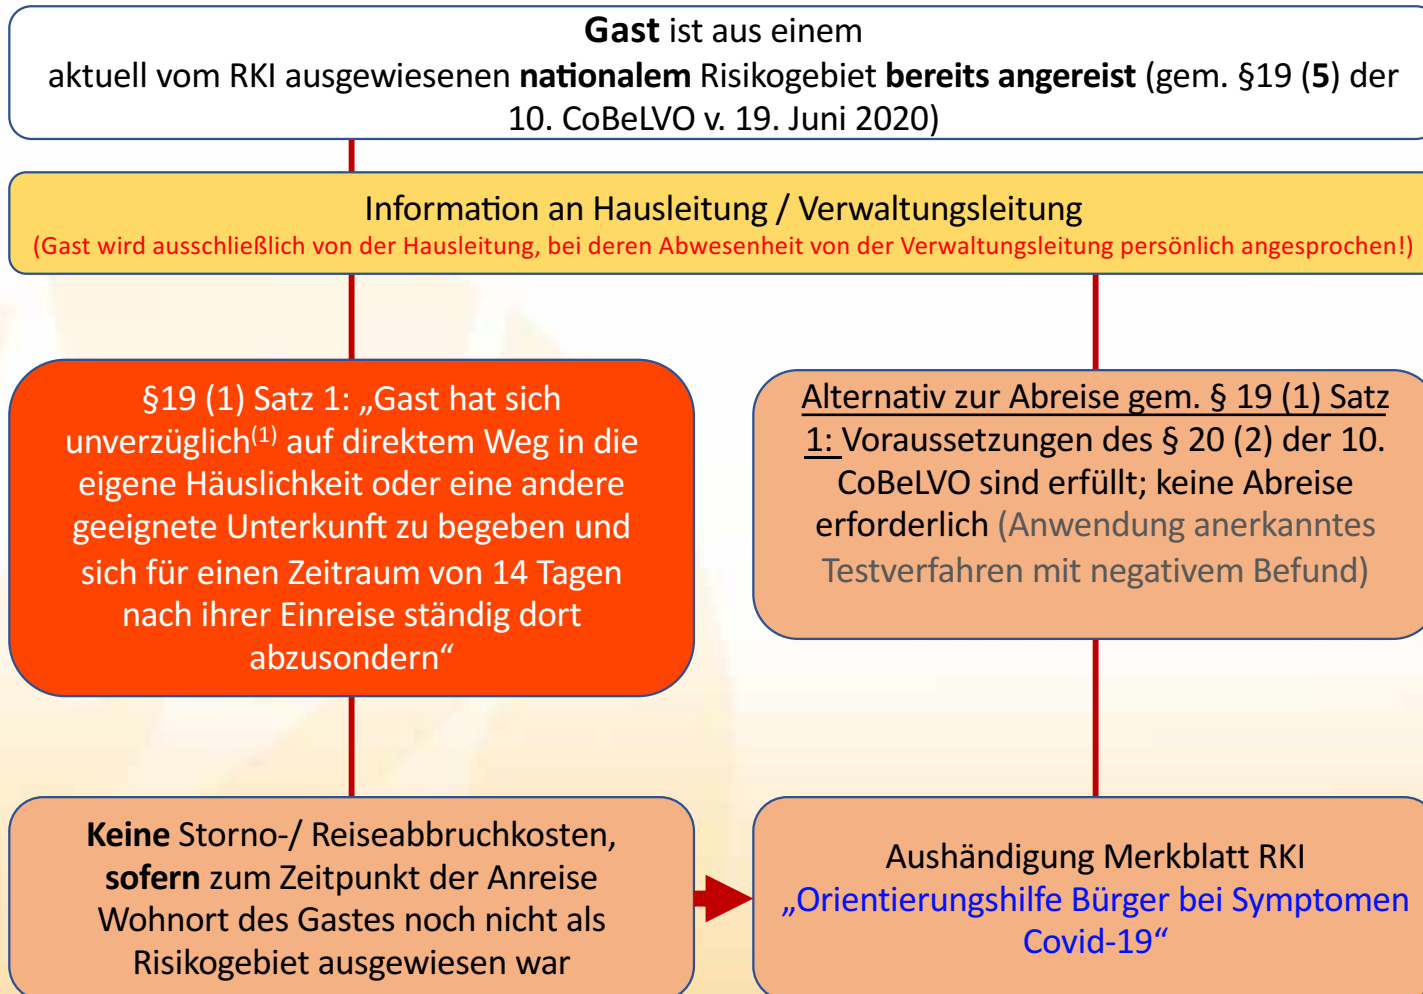 Gast ist aus einem
aktuell vom RKI ausgewiesenen nationalem Risikogebiet bereits angereist (gem. §19 (5) der
10. CoBeLVO v. 19. Juni 2020)
Information an Hausleitung / Verwaltungsleitung
(Gast wird ausschließlich von der Hausleitung, bei deren Abwesenheit von der Verwaltungsleitung persönlich angesprochen!)
§19 (1) Satz 1: „Gast hat sich
unverzüglich(1) auf direktem Weg in die
eigene Häuslichkeit oder eine andere
geeignete Unterkunft zu begeben und
sich für einen Zeitraum von 14 Tagen
nach ihrer Einreise ständig dort
abzusondern“
Alternativ zur Abreise gem. § 19 (1) Satz
1: Voraussetzungen des § 20 (2) der 10.
CoBeLVO sind erfüllt; keine Abreise
erforderlich (Anwendung anerkanntes
Testverfahren mit negativem Befund)
Keine Storno-/ Reiseabbruchkosten,
sofern zum Zeitpunkt der Anreise
Wohnort des Gastes noch nicht als
Risikogebiet ausgewiesen war
Aushändigung Merkblatt RKI
„Orientierungshilfe Bürger bei Symptomen
Covid-19“